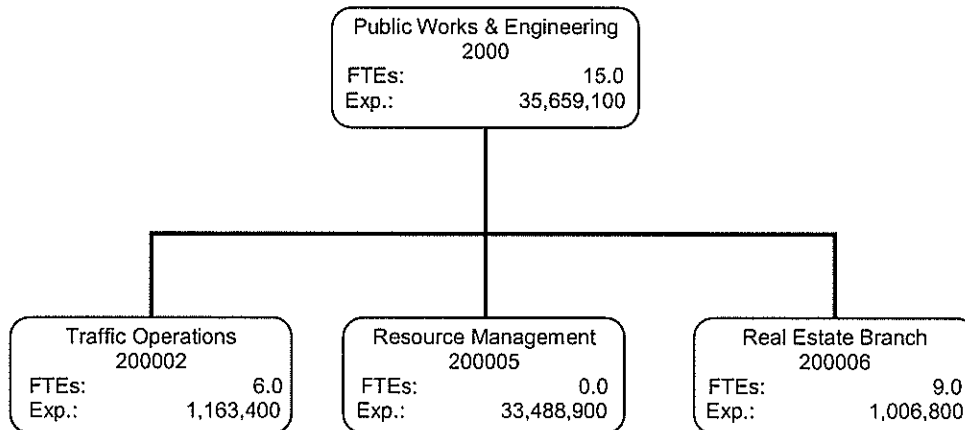 Public Works & Engineering
2000
FTEs: 15.0
Exp.: 35,659,100
Traffic Operations
200002
FTEs: 6.0
Exp.: 1,163,400
Resource Management
200005
FTEs: 0.0
Exp.: 33,488,900
Real Estate Branch
200006
FTEs: 9.0
Exp.: 1,006,800